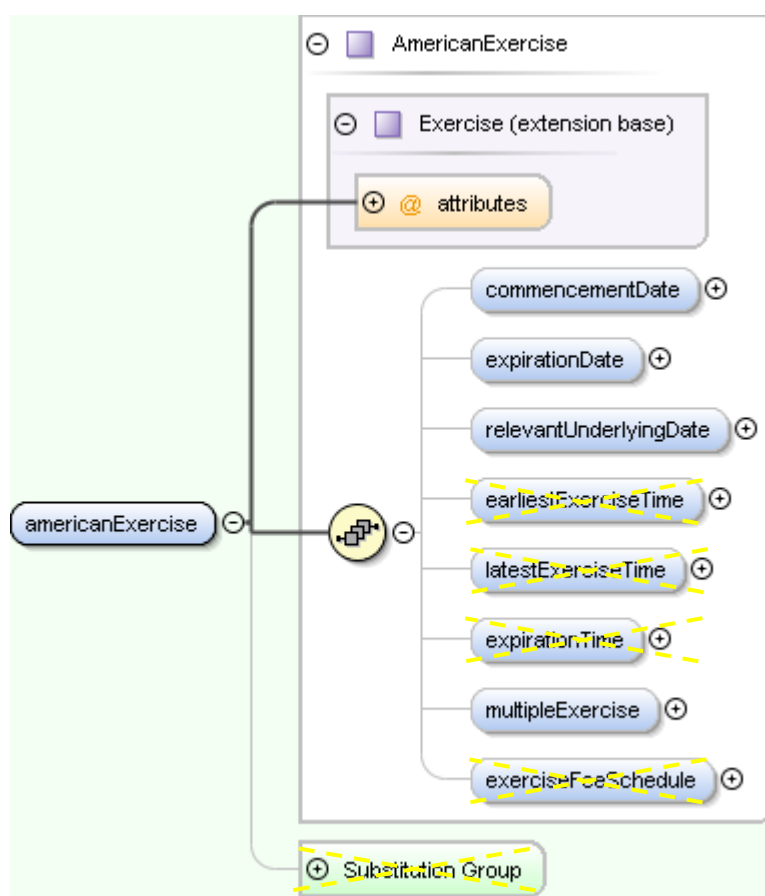 AmericanExercise
Exercise (extension base)
@ attributes
commencementDate
expirationDate
relevantUnderlyingDate
earliestExerciseTime
americanExercise
latestExerciseTime
expirationTime
multipleExercise
exerciseFeeSchedule
Substitution Group